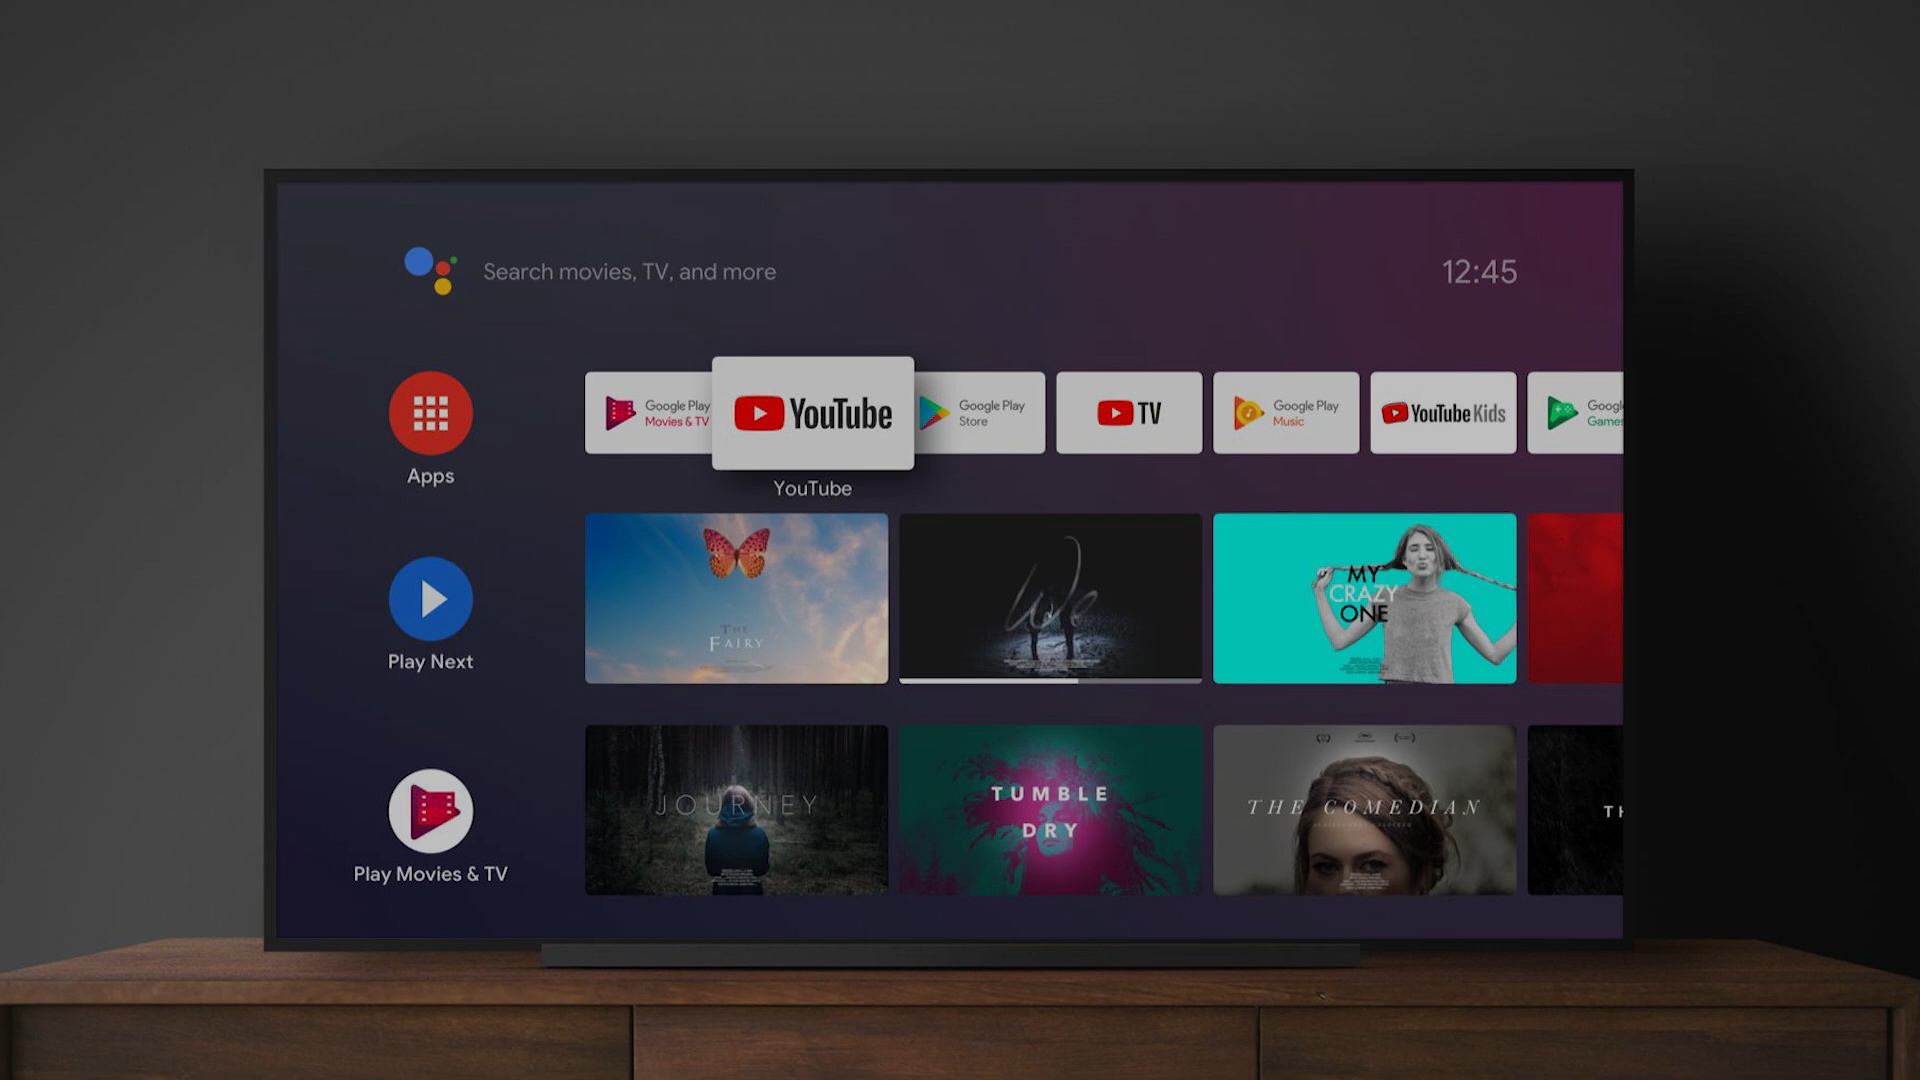 Search movies, TV, and more
12:45
Google Play
Movies & TV
YouTube
Google Play
Store
TV
Google Play
Music
YouTube Kids
Games
YouTube
Apps
THE
FAIRY
We
MY
CRAZY
ONE
Play Next
JOURNEY
TUMBLE
DRY
THE COMEDIAN
Play Movies & TV